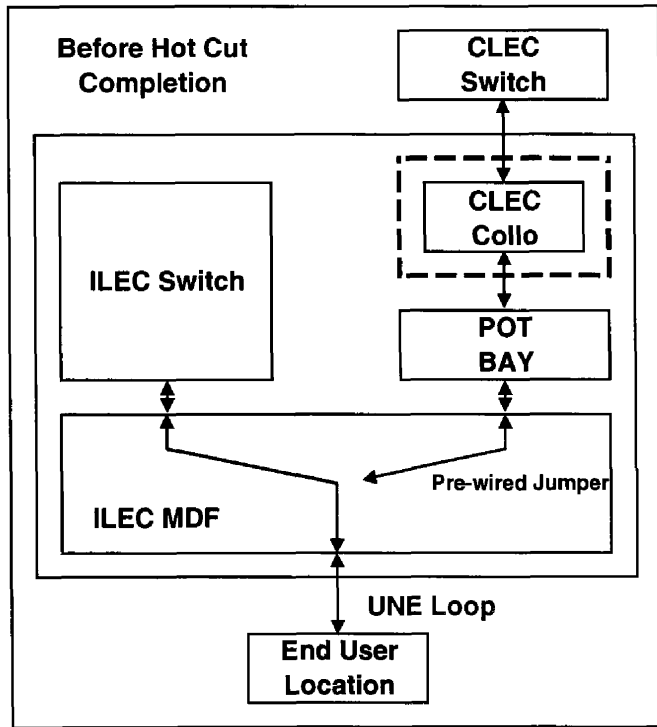 Before Hot Cut
Completion
CLEC
Switch
CLEC
Collo
ILEC Switch
POT
BAY
Pre-wired Jumper
ILEC MDF
UNE Loop
End User
Location